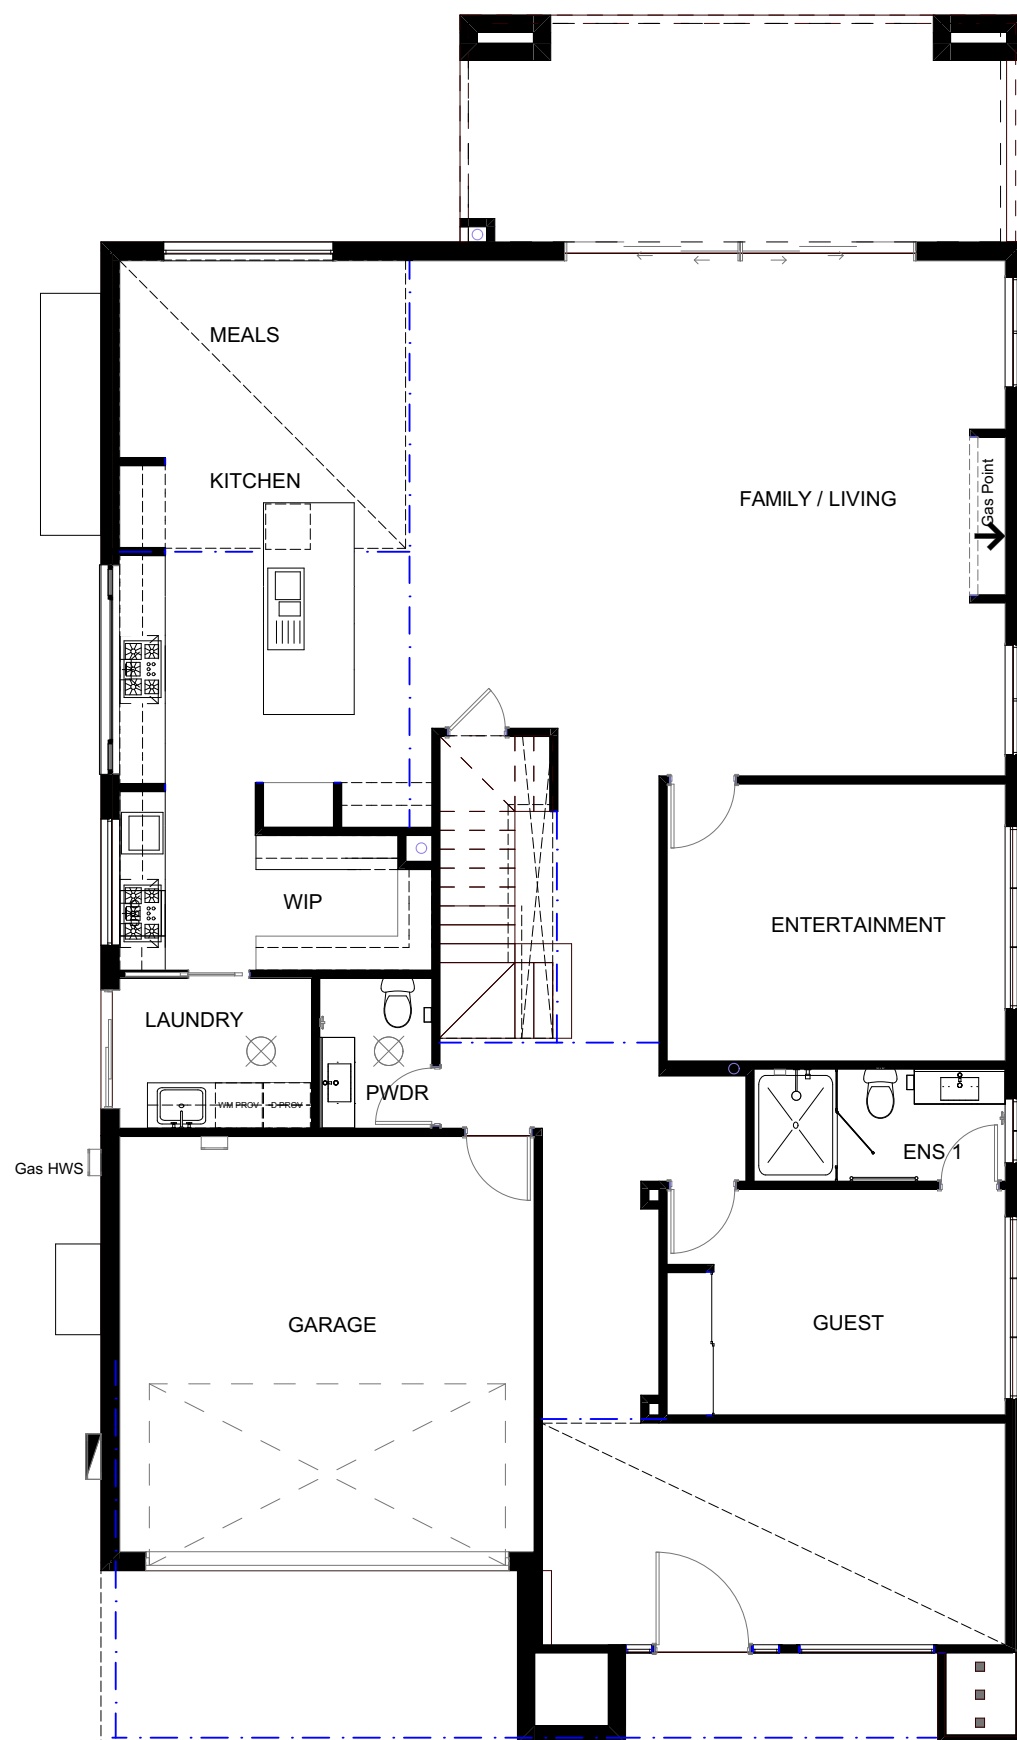 MEALS
KITCHEN
FAMILY / LIVING
Gas Point
WIP
ENTERTAINMENT
LAUNDRY
PWDR
WM PROV
D PROV
ENS 1
Gas HWS
GARAGE
GUEST